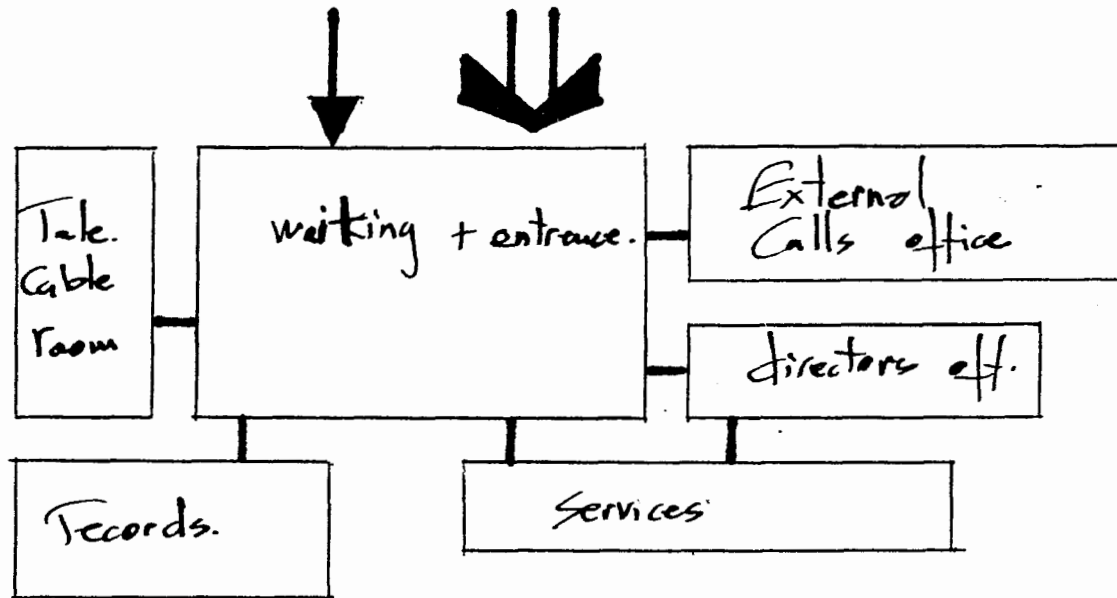 Tele.
Cable
room
waiting + entrance.
External
Calls office
directors off.
records.
Services